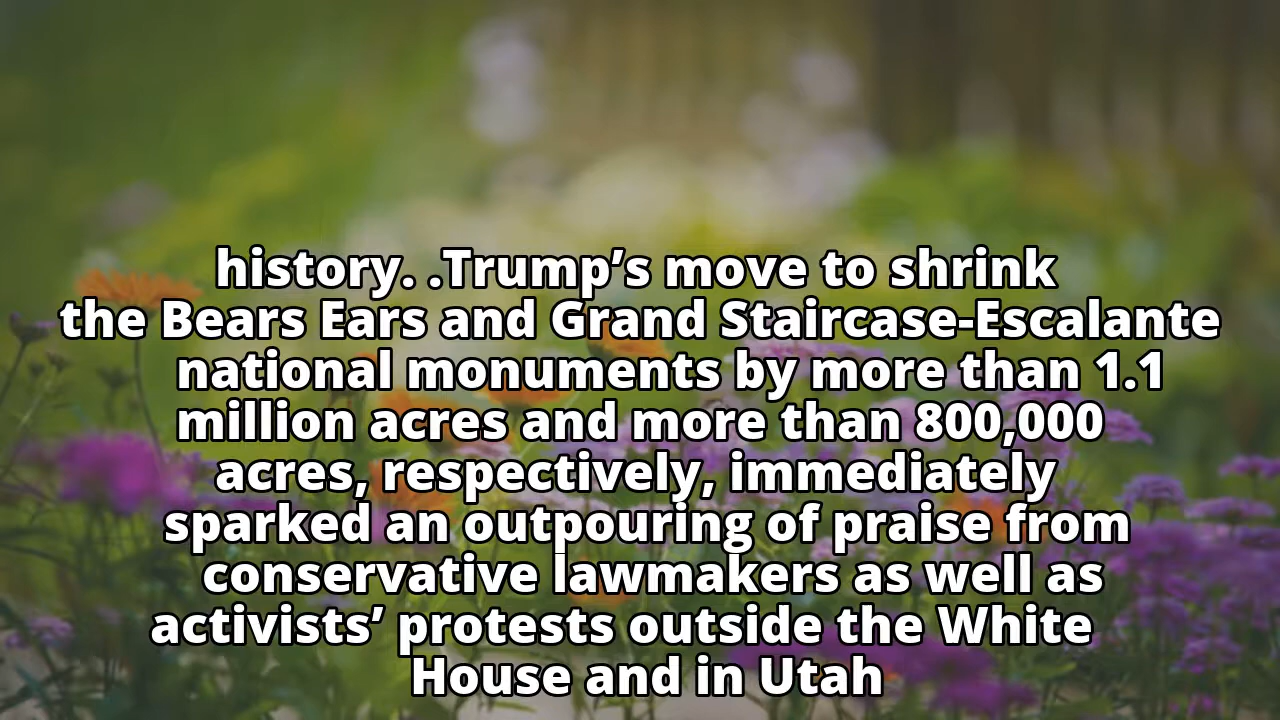 history. .Trump’s move to shrink
the Bears Ears and Grand Staircase-Escalante
national monuments by more than 1.1
million acres and more than 800,000
acres, respectively, immediately
sparked an outpouring of praise from
conservative lawmakers as well as
activists’ protests outside the White
House and in Utah